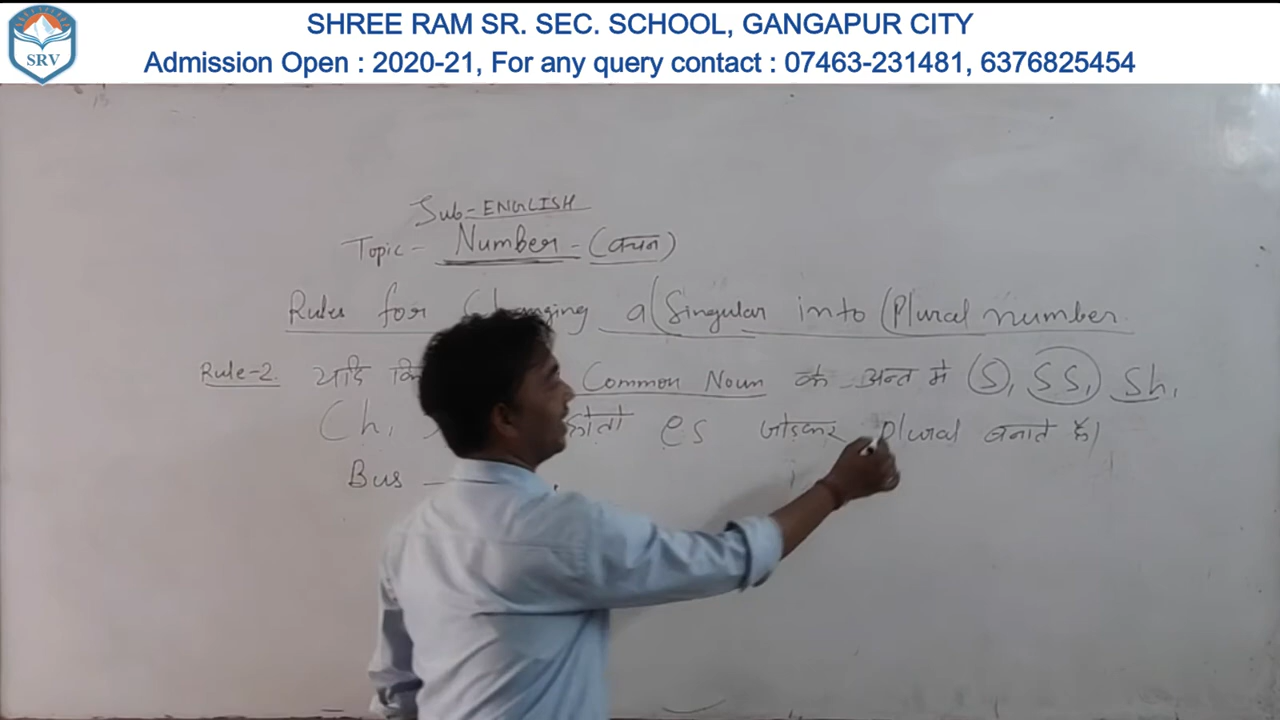 SHREE RAM SR. SEC. SCHOOL, GANGAPUR CITY
SRV
Admission Open : 2020-21, For any query contact : 07463-231481, 6376825454
Sub-ENGLISH
Topic- Number-(वचन)
Rules for Changing a (Singular into (Plural number.
Rule-2. यदि Common Noun के अन्त में (S), SS, Sh,
Ch, es जोड़कर Plural बनाते है।
Bus –